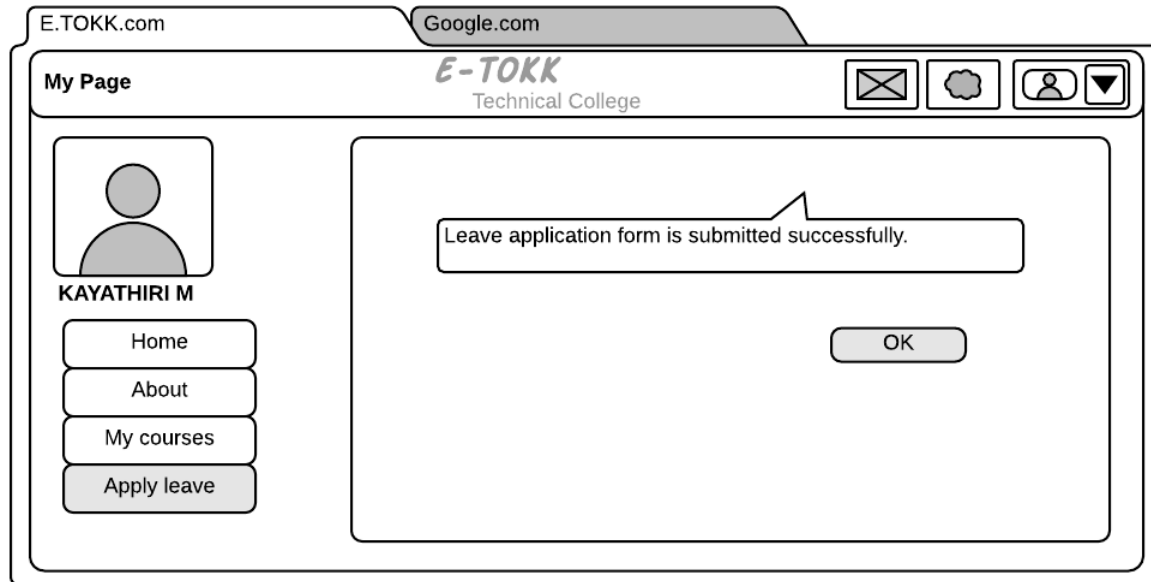 E.TOKK.com
Google.com
My Page
E-TOKK
Technical College
KAYATHIRI M
Home
About
My courses
Apply leave
Leave application form is submitted successfully.
OK